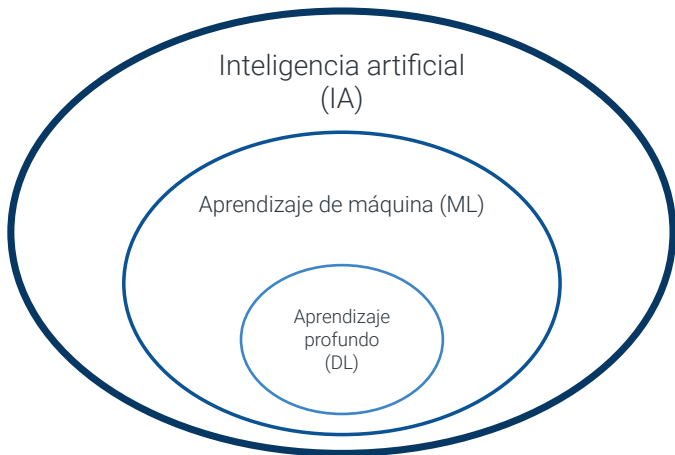 Inteligencia artificial
(IA)
Aprendizaje de máquina (ML)
Aprendizaje
profundo
(DL)